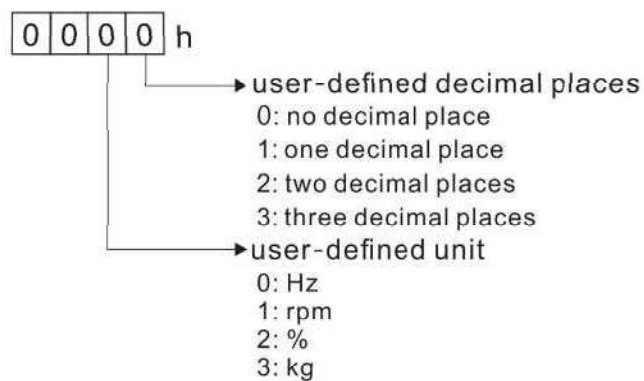 0 0 0 0 h
user-defined decimal places
0: no decimal place
1: one decimal place
2: two decimal places
3: three decimal places
user-defined unit
0: Hz
1: rpm
2: %
3: kg